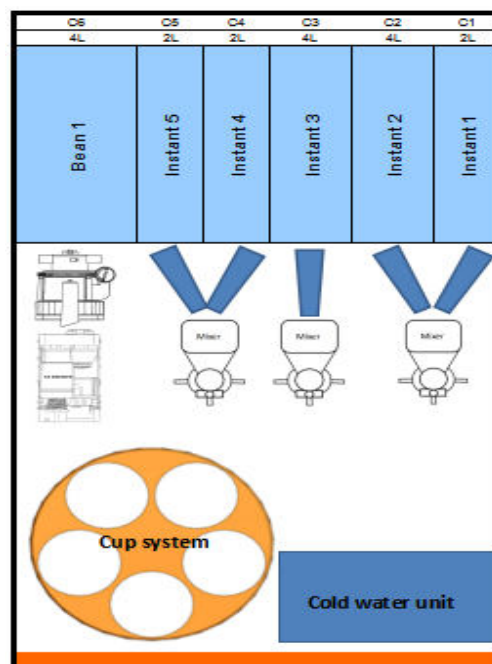 C6 C5 C4 C3 C2 C1
4L 2L 2L 4L 4L 2L
Bean 1
Instant 5
Instant 4
Instant 3
Instant 2
Instant 1
Mixer
Mixer
Mixer
Cup system
Cold water unit